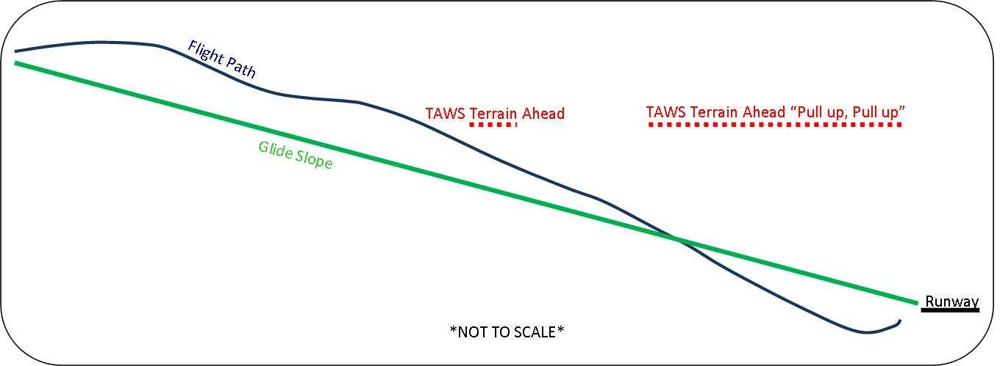 Flight Path
TAWS Terrain Ahead
TAWS Terrain Ahead “Pull up, Pull up”
Glide Slope
Runway
*NOT TO SCALE*